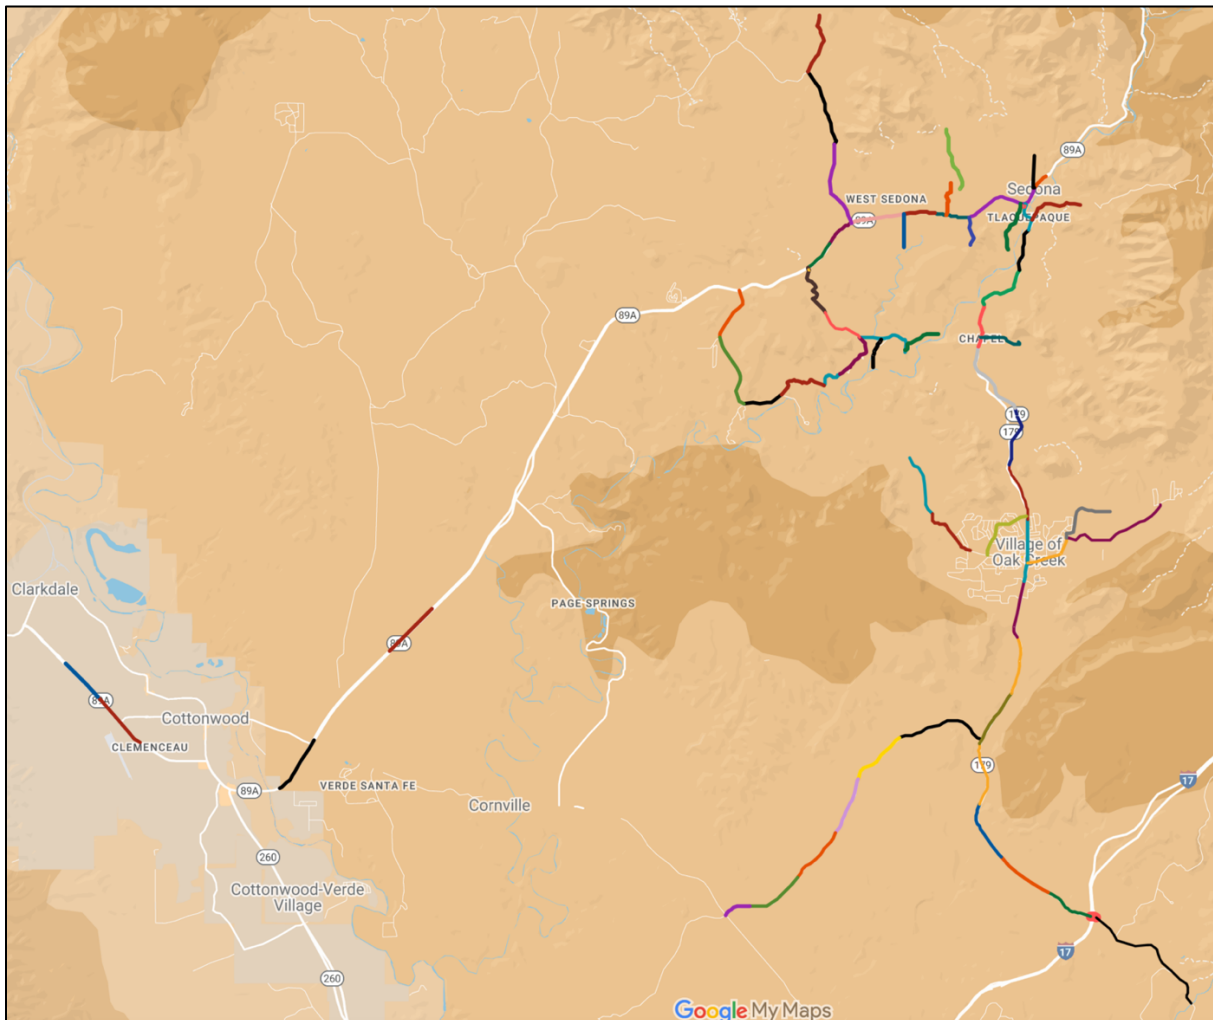 89A
Sedona
WEST SEDONA
TLAQUEPAQUE
89A
89A
CHAPEL
179
179
Village of
Oak Creek
Clarkdale
PAGE SPRINGS
89A
89A
Cottonwood
CLEMENCEAU
179
17
VERDE SANTA FE
89A
Cornville
260
Cottonwood-Verde
Village
17
260
Google My Maps